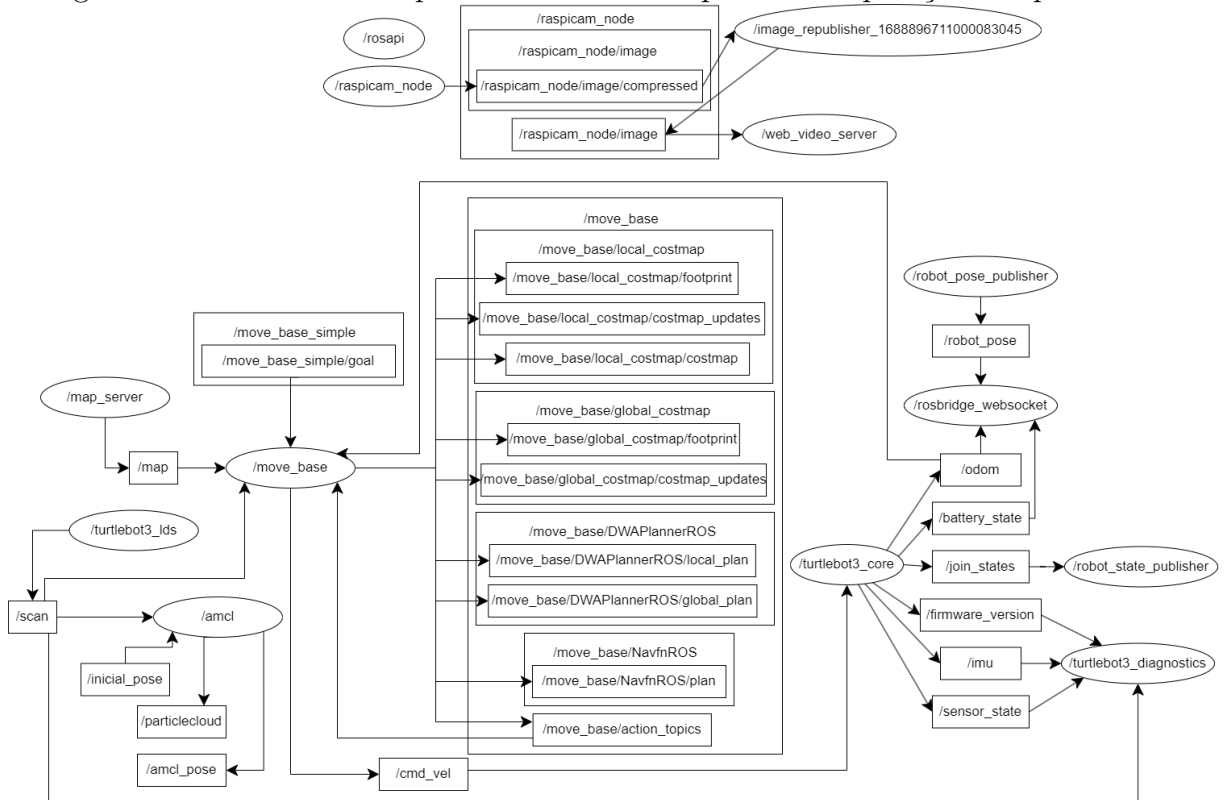 /raspicam_node
/rosapi
/raspicam_node/image
/image_republisher_1688896711000083045
/raspicam_node
/raspicam_node/image/compressed
/raspicam_node/image
/web_video_server
/move_base
/move_base/local_costmap
/move_base/local_costmap/footprint
/move_base/local_costmap/costmap_updates
/move_base/local_costmap/costmap
/move_base_simple
/move_base_simple/goal
/robot_pose_publisher
/robot_pose
/rosbridge_websocket
/map_server
/map
/move_base
/move_base/global_costmap
/move_base/global_costmap/footprint
/move_base/global_costmap/costmap_updates
/odom
/battery_state
/turtlebot3_lds
/move_base/DWAPlannerROS
/move_base/DWAPlannerROS/local_plan
/move_base/DWAPlannerROS/global_plan
/turtlebot3_core
/join_states
/robot_state_publisher
/scan
/amcl
/firmware_version
/inicial_pose
/move_base/NavfnROS
/move_base/NavfnROS/plan
/imu
/turtlebot3_diagnostics
/particlecloud
/move_base/action_topics
/sensor_state
/amcl_pose
/cmd_vel